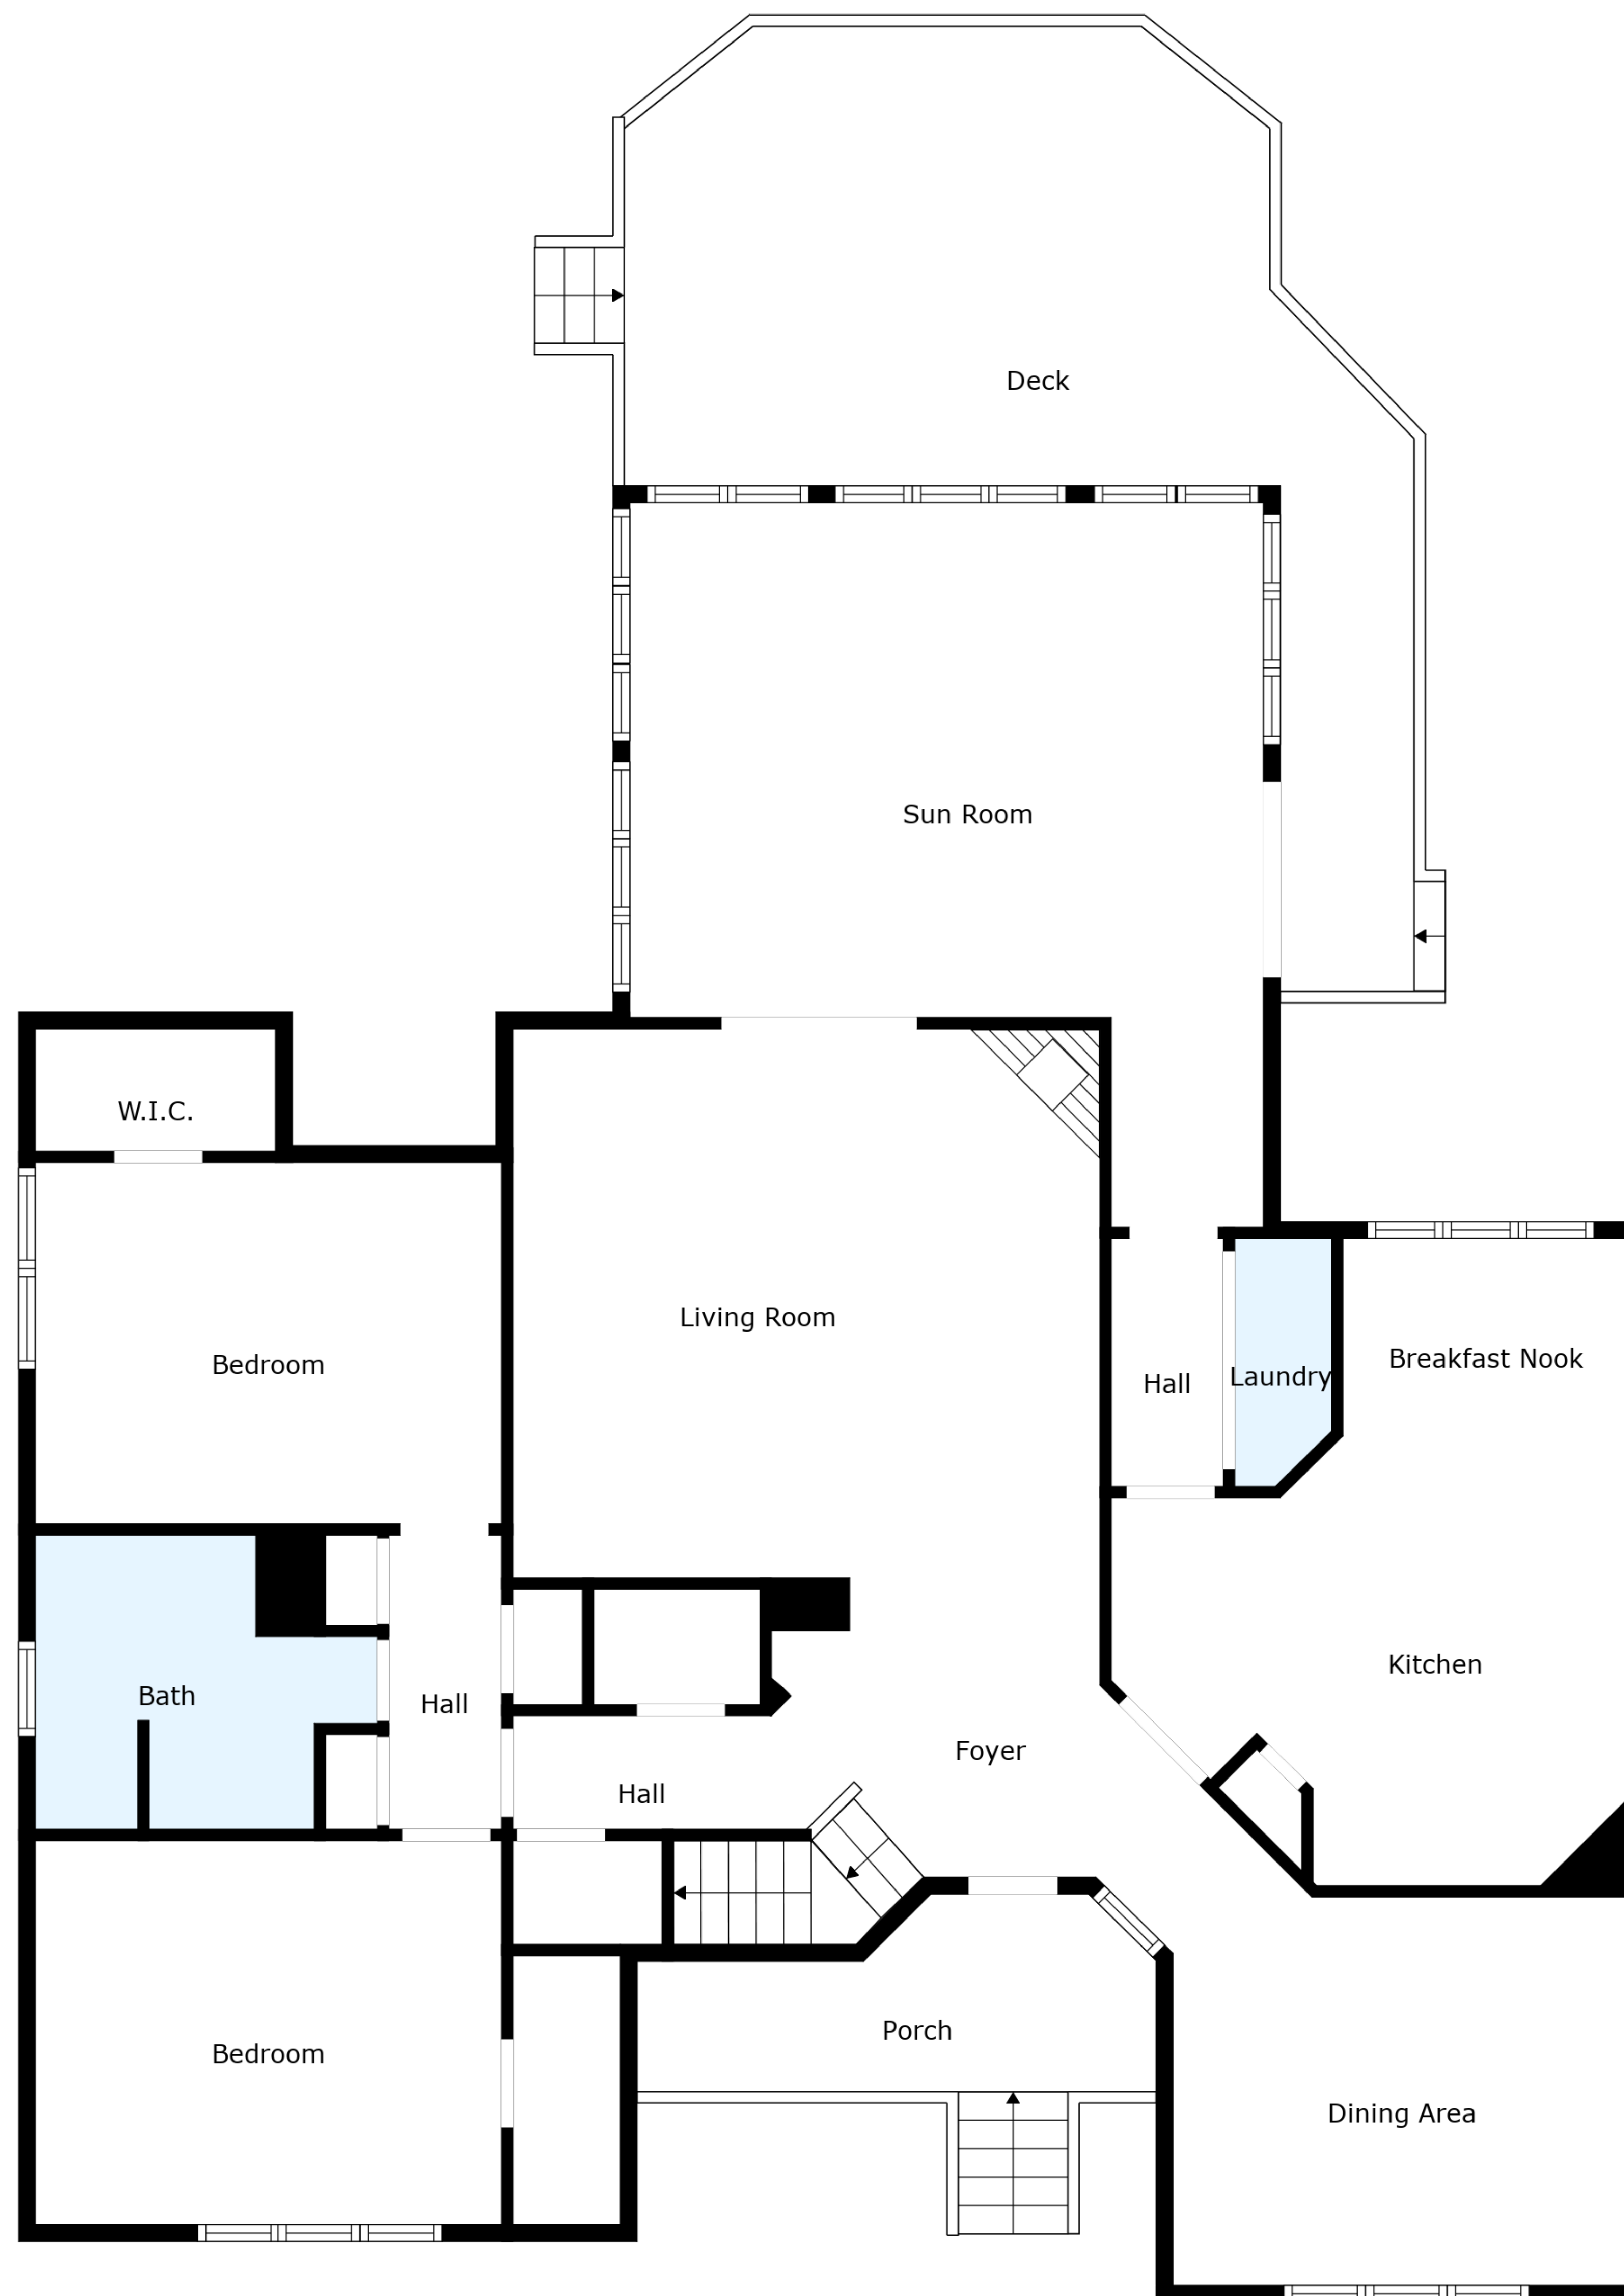 Deck
Sun Room
W.I.C.
Living Room
Bedroom
Hall
Laundry
Breakfast Nook
Bath
Hall
Kitchen
Foyer
Hall
Porch
Bedroom
Dining Area